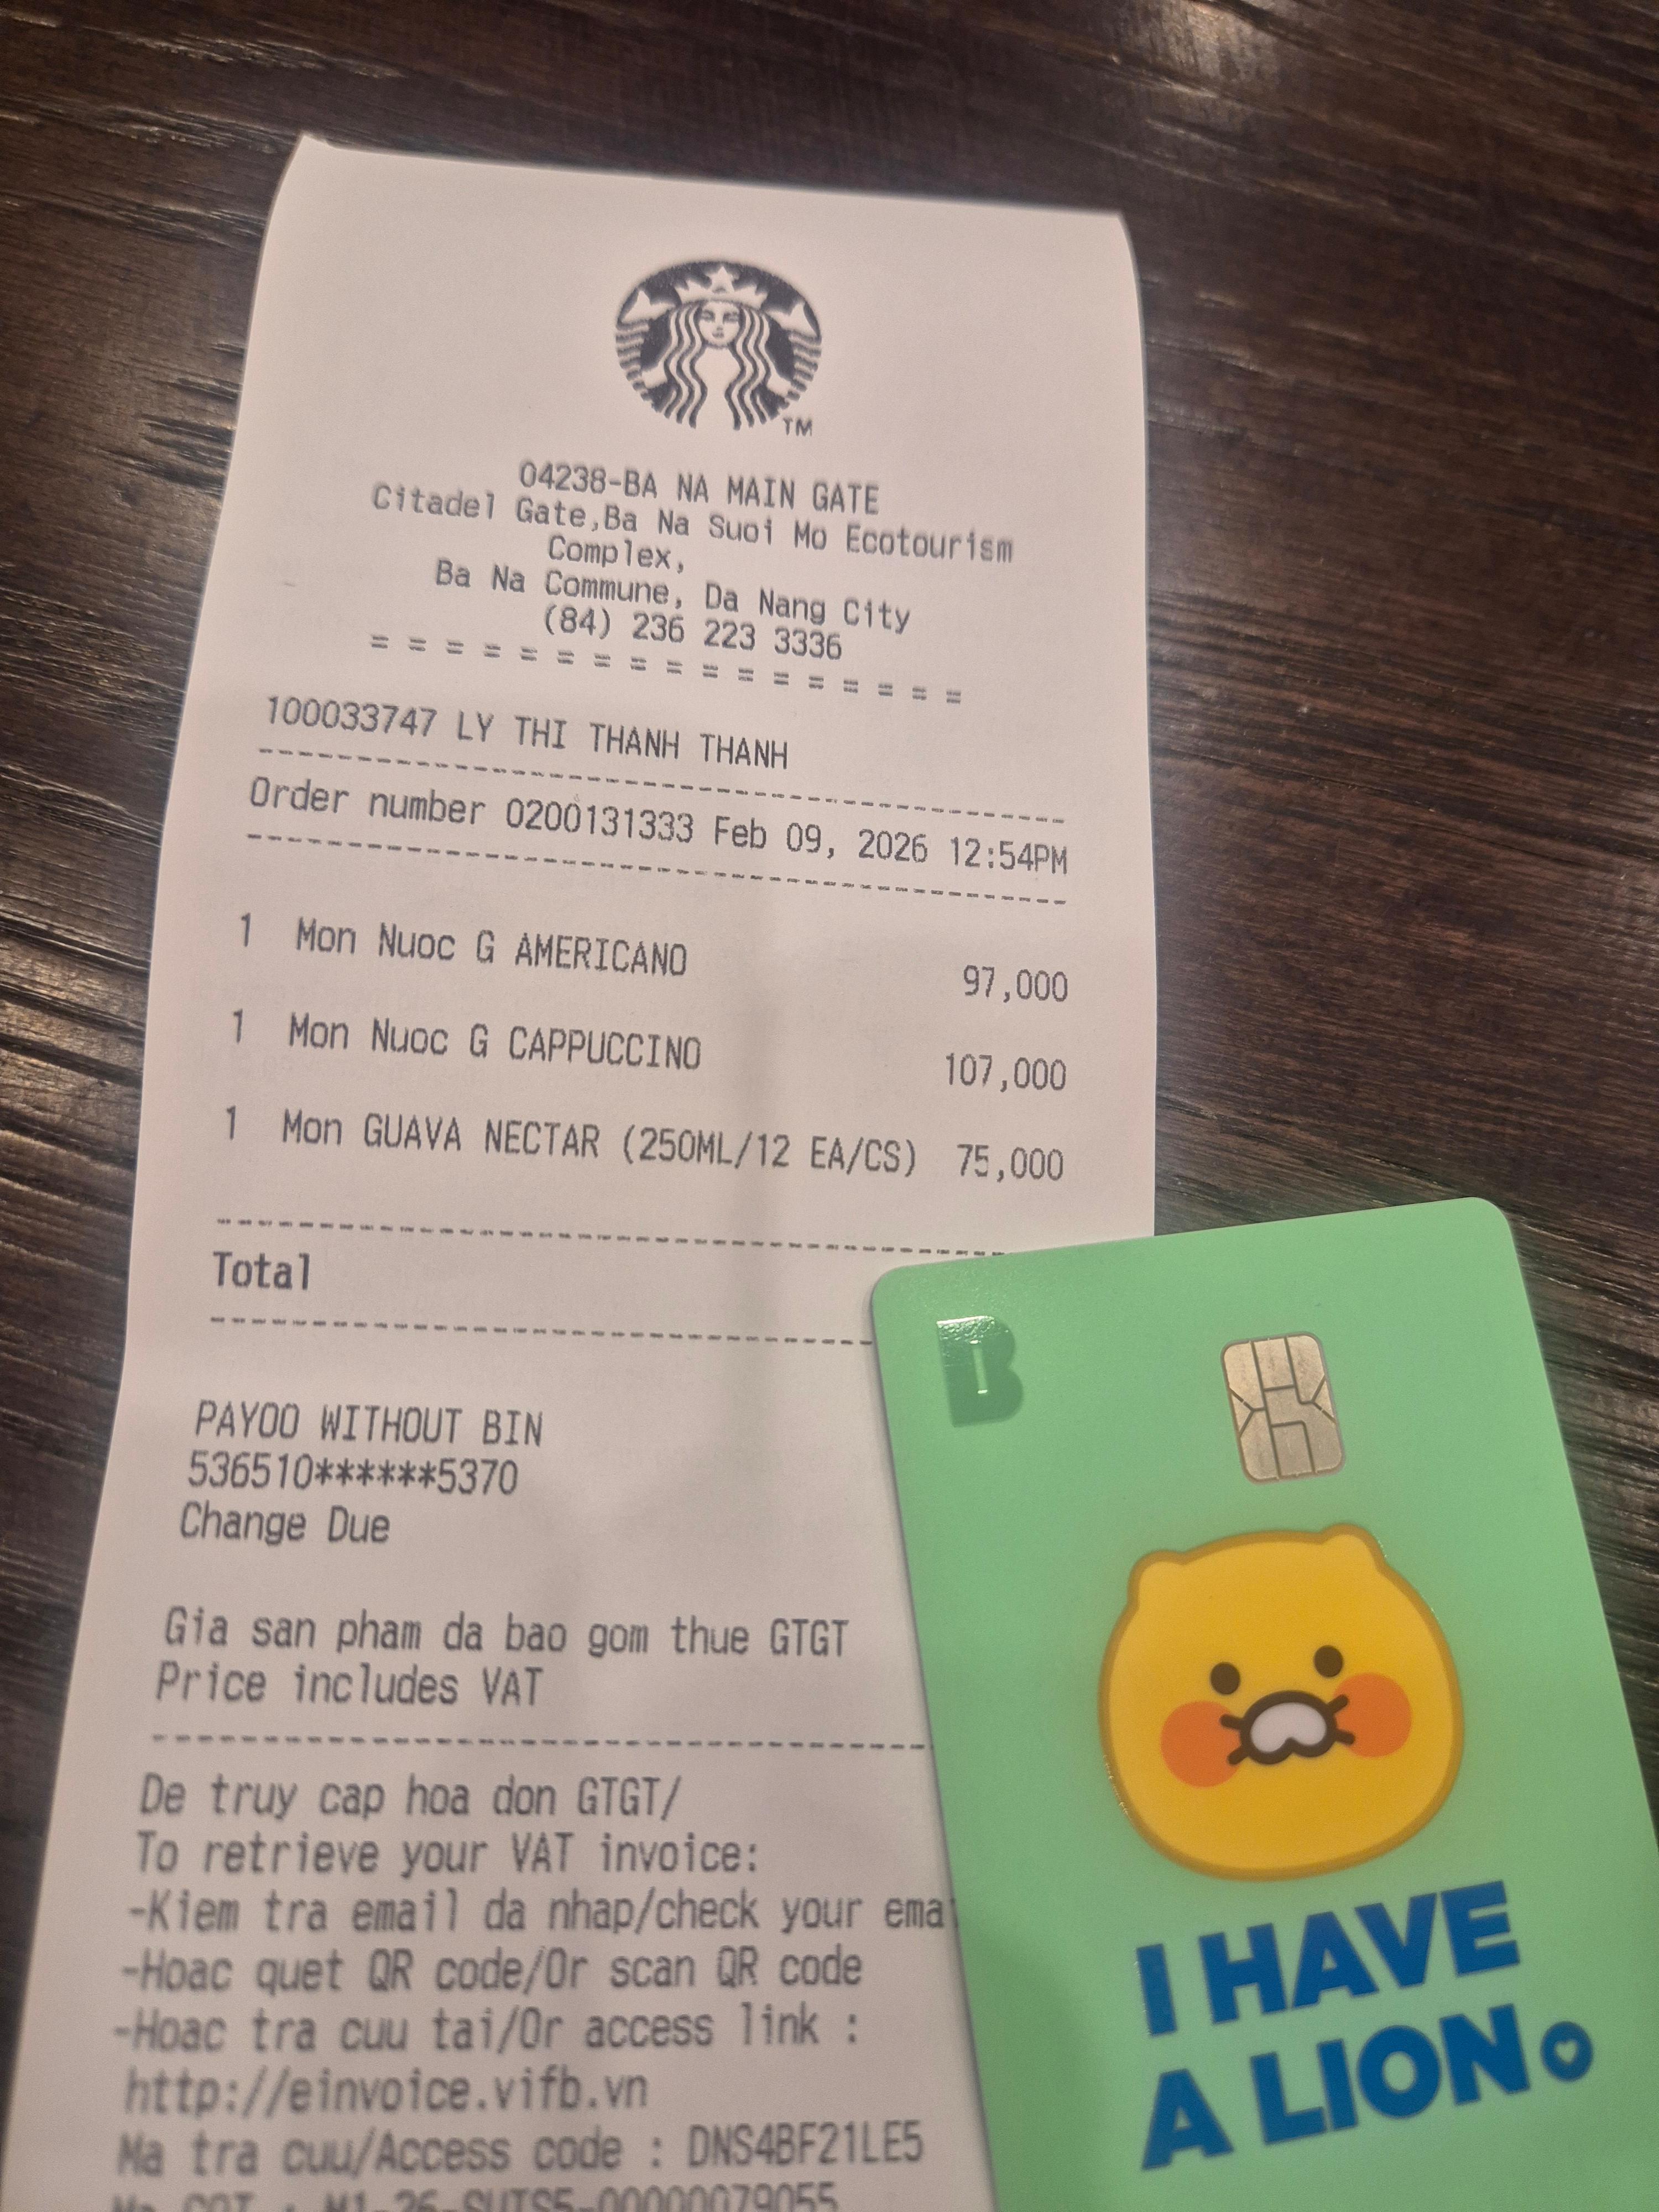 TM
04238-BA NA MAIN GATE
Citadel Gate,Ba Na Suoi Mo Ecotourism
Complex,
Ba Na Commune, Da Nang City
(84) 236 223 3336
= = = = = = = = = = = = = = = = =
100033747 LY THI THANH THANH
Order number 0200131333 Feb 09, 2026 12:54PM
1 Mon Nuoc G AMERICANO 97,000
1 Mon Nuoc G CAPPUCCINO 107,000
1 Mon GUAVA NECTAR (250ML/12 EA/CS) 75,000
Total
PAYOO WITHOUT BIN
536510******5370
Change Due
Gia san pham da bao gom thue GTGT
Price includes VAT
De truy cap hoa don GTGT/
To retrieve your VAT invoice:
-Kiem tra email da nhap/check your
-Hoac quet QR code/Or scan QR code
-Hoac tra cuu tai/Or access link :
http://einvoice.vifb.vn
Ma tra cuu/Access code : DNS4BF21LE5
B
I HAVE
A LION